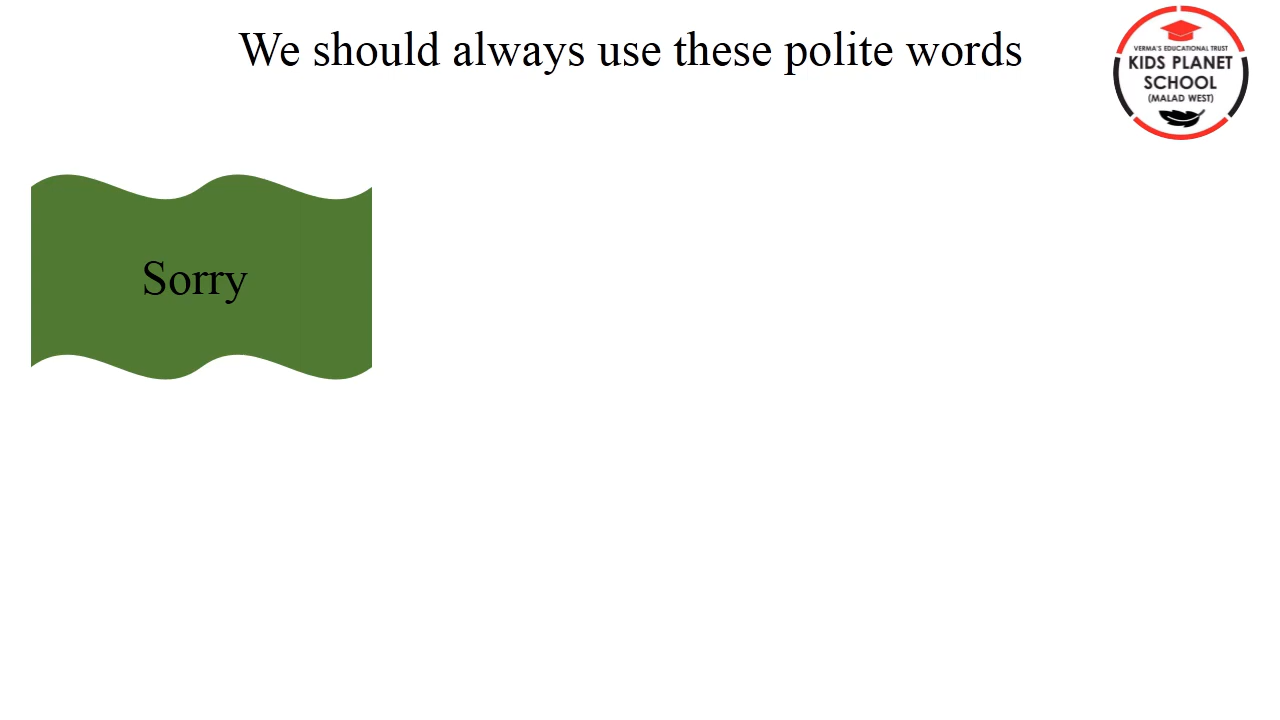 We should always use these polite words
VERMA'S EDUCATIONAL TRUST
KIDS PLANET
SCHOOL
(MALAD WEST)
Sorry